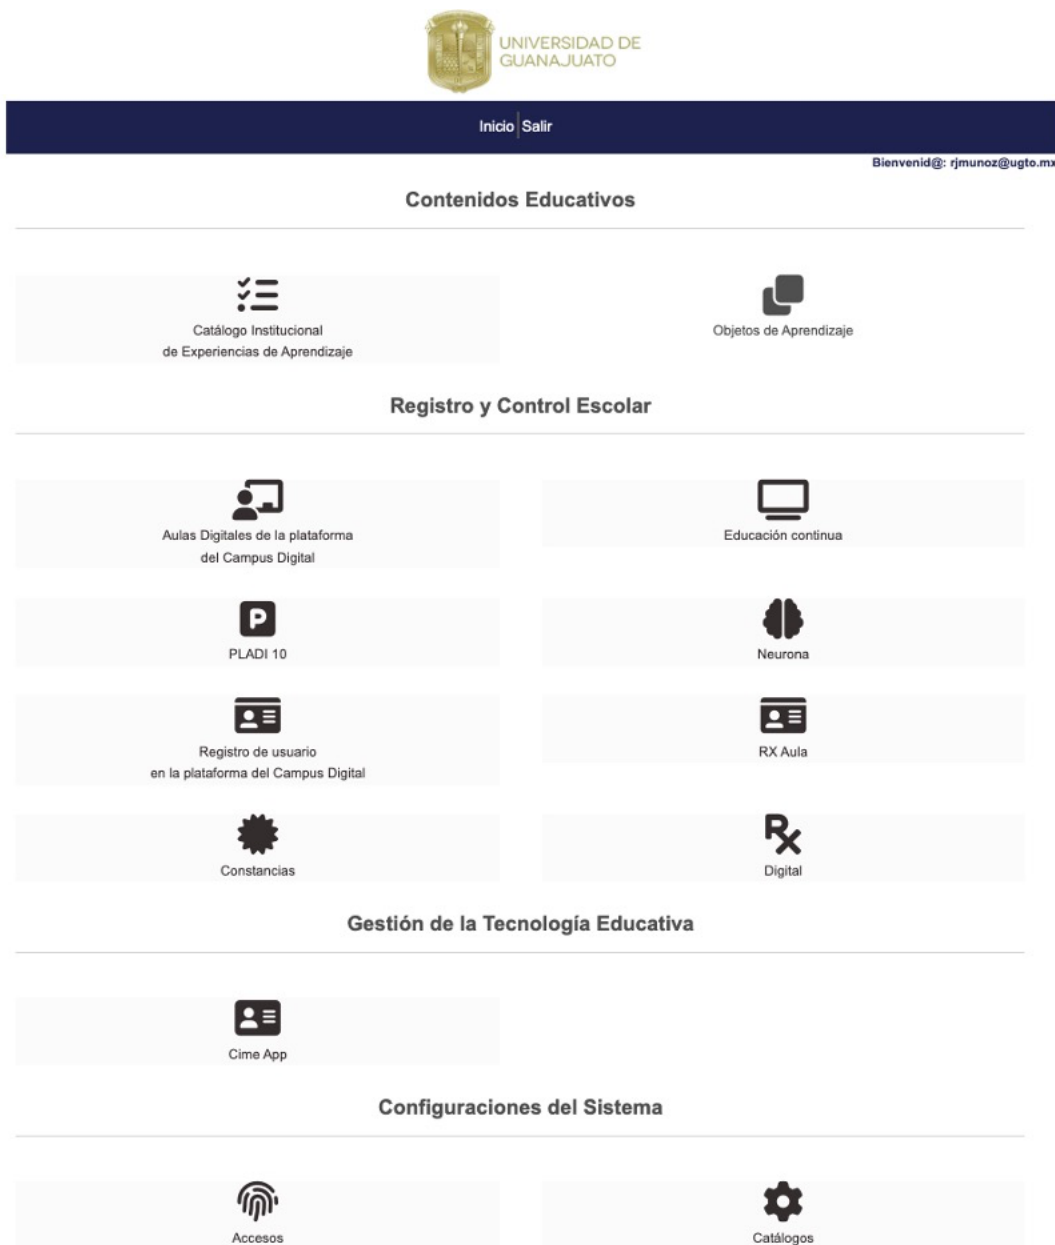 UNIVERSIDAD DE
GUANAJUATO
Inicio Salir
Bienvenid@: rjmunoz@ugto.mx
Contenidos Educativos
Catálogo Institucional
de Experiencias de Aprendizaje
Objetos de Aprendizaje
Registro y Control Escolar
Aulas Digitales de la plataforma
del Campus Digital
Educación continua
P
PLADI 10
Neurona
Registro de usuario
en la plataforma del Campus Digital
RX Aula
Constancias
Rx
Digital
Gestión de la Tecnología Educativa
Cime App
Configuraciones del Sistema
Accesos
Catálogos